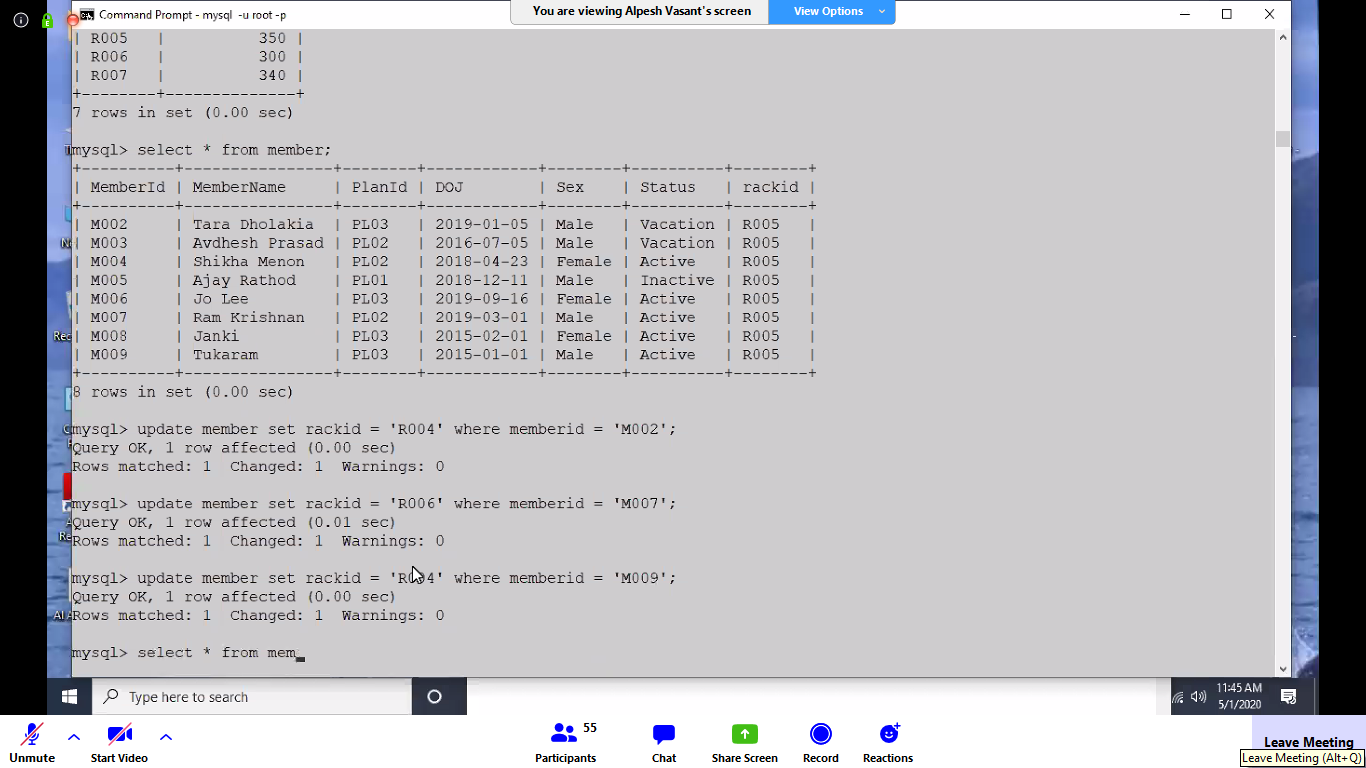 Command Prompt - mysql  -u root -p
You are viewing Alpesh Vasant's screen
View Options
| R005   |          350 |
| R006   |          300 |
| R007   |          340 |
+--------+--------------+
7 rows in set (0.00 sec)
mysql> select * from member;
+----------+----------------+--------+------------+--------+----------+--------+
| MemberId | MemberName     | PlanId | DOJ        | Sex    | Status   | rackid |
+----------+----------------+--------+------------+--------+----------+--------+
| M002     | Tara Dholakia  | PL03   | 2019-01-05 | Male   | Vacation | R005   |
| M003     | Avdhesh Prasad | PL02   | 2016-07-05 | Male   | Vacation | R005   |
| M004     | Shikha Menon   | PL02   | 2018-04-23 | Female | Active   | R005   |
| M005     | Ajay Rathod    | PL01   | 2018-12-11 | Male   | Inactive | R005   |
| M006     | Jo Lee         | PL03   | 2019-09-16 | Female | Active   | R005   |
| M007     | Ram Krishnan   | PL02   | 2019-03-01 | Male   | Active   | R005   |
| M008     | Janki          | PL03   | 2015-02-01 | Female | Active   | R005   |
| M009     | Tukaram        | PL03   | 2015-01-01 | Male   | Active   | R005   |
+----------+----------------+--------+------------+--------+----------+--------+
8 rows in set (0.00 sec)
mysql> update member set rackid = 'R004' where memberid = 'M002';
Query OK, 1 row affected (0.00 sec)
Rows matched: 1  Changed: 1  Warnings: 0
mysql> update member set rackid = 'R006' where memberid = 'M007';
Query OK, 1 row affected (0.01 sec)
Rows matched: 1  Changed: 1  Warnings: 0
mysql> update member set rackid = 'R004' where memberid = 'M009';
Query OK, 1 row affected (0.00 sec)
Rows matched: 1  Changed: 1  Warnings: 0
mysql> select * from mem
Type here to search
11:45 AM
5/1/2020
Unmute
Start Video
Participants
55
Chat
Share Screen
Record
Reactions
Leave Meeting
Leave Meeting (Alt+Q)